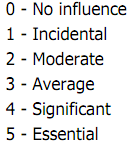 0 - No influence
1 - Incidental
2 - Moderate
3 - Average
4 - Significant
5 - Essential